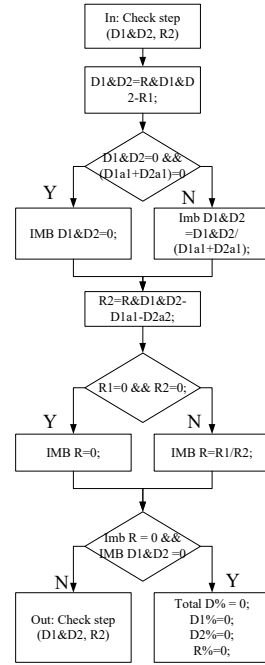 In: Check step
(D1&D2, R2)
D1&D2=R&D1&D
2-R1;
D1&D2=0 &&
(D1a1+D2a1)=0
Y
N
IMB D1&D2=0;
Imb D1&D2
=D1&D2/
(D1a1+D2a1);
R2=R&D1&D2-
D1a1-D2a2;
R1=0 && R2=0;
Y
N
IMB R=0;
IMB R=R1/R2;
Imb R = 0 &&
IMB D1&D2 =0
N
Y
Out: Check step
(D1&D2, R2)
Total D% = 0;
D1%=0;
D2%=0;
R%=0;